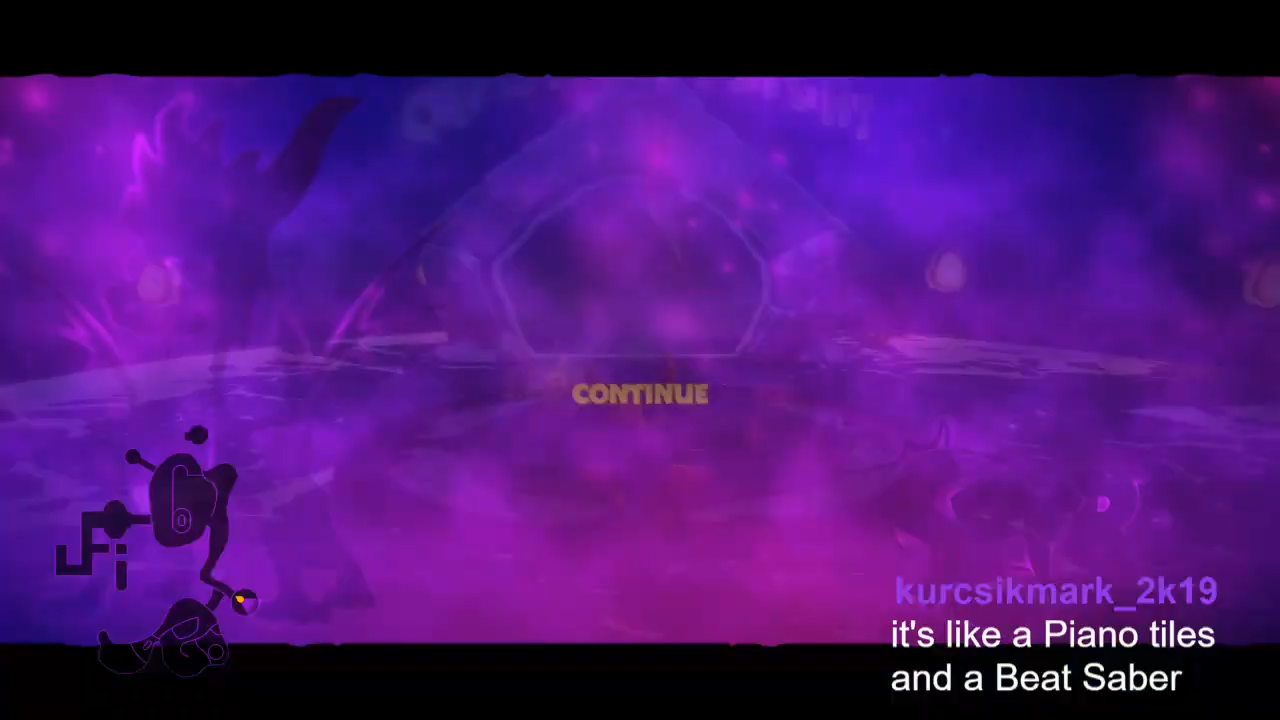 CONTINUE
kurcsikmark_2k19
it's like a Piano tiles
and a Beat Saber